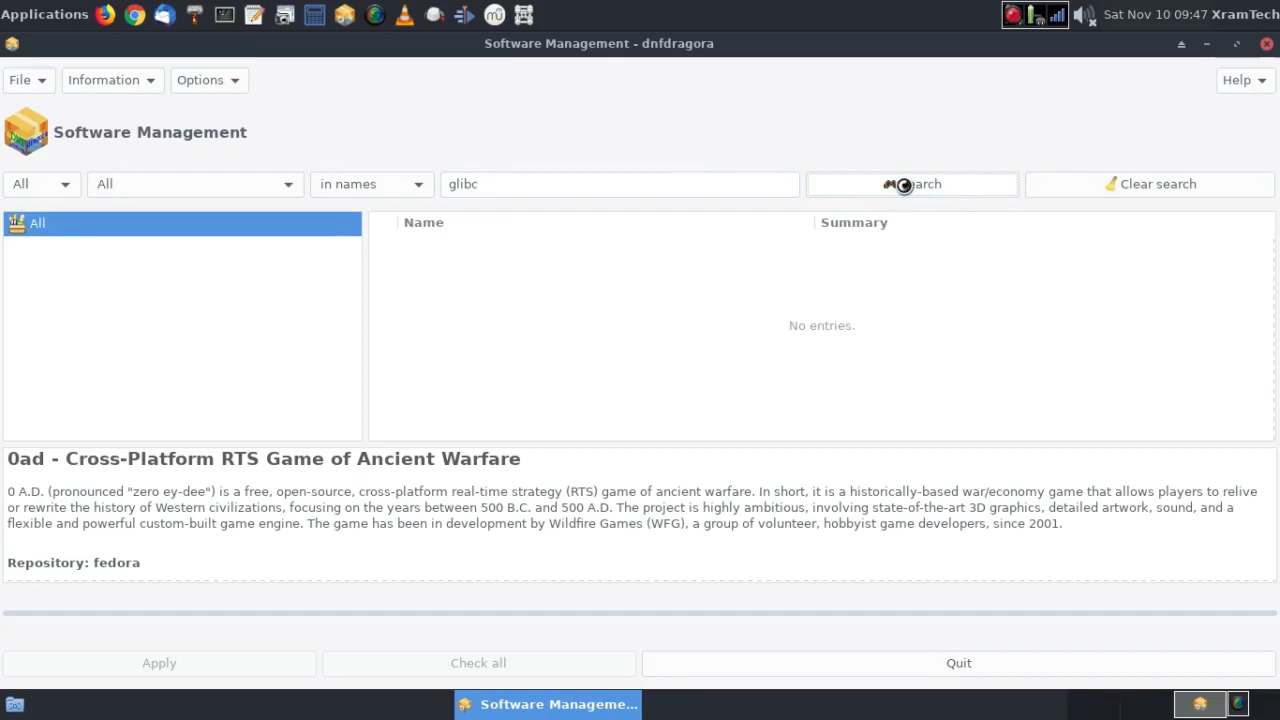 Applications
Sat Nov 10 09:47 XramTech
Software Management - dnfdragora
File
Information
Options
Help
Software Management
All
All
in names
glibc
Clear search
All
Name
Summary
No entries.
0ad - Cross-Platform RTS Game of Ancient Warfare
0 A.D. (pronounced "zero ey-dee") is a free, open-source, cross-platform real-time strategy (RTS) game of ancient warfare. In short, it is a historically-based war/economy game that allows players to relive
or rewrite the history of Western civilizations, focusing on the years between 500 B.C. and 500 A.D. The project is highly ambitious, involving state-of-the-art 3D graphics, detailed artwork, sound, and a
flexible and powerful custom-built game engine. The game has been in development by Wildfire Games (WFG), a group of volunteer, hobbyist game developers, since 2001.
Repository: fedora
Apply
Check all
Quit
Software Manageme...